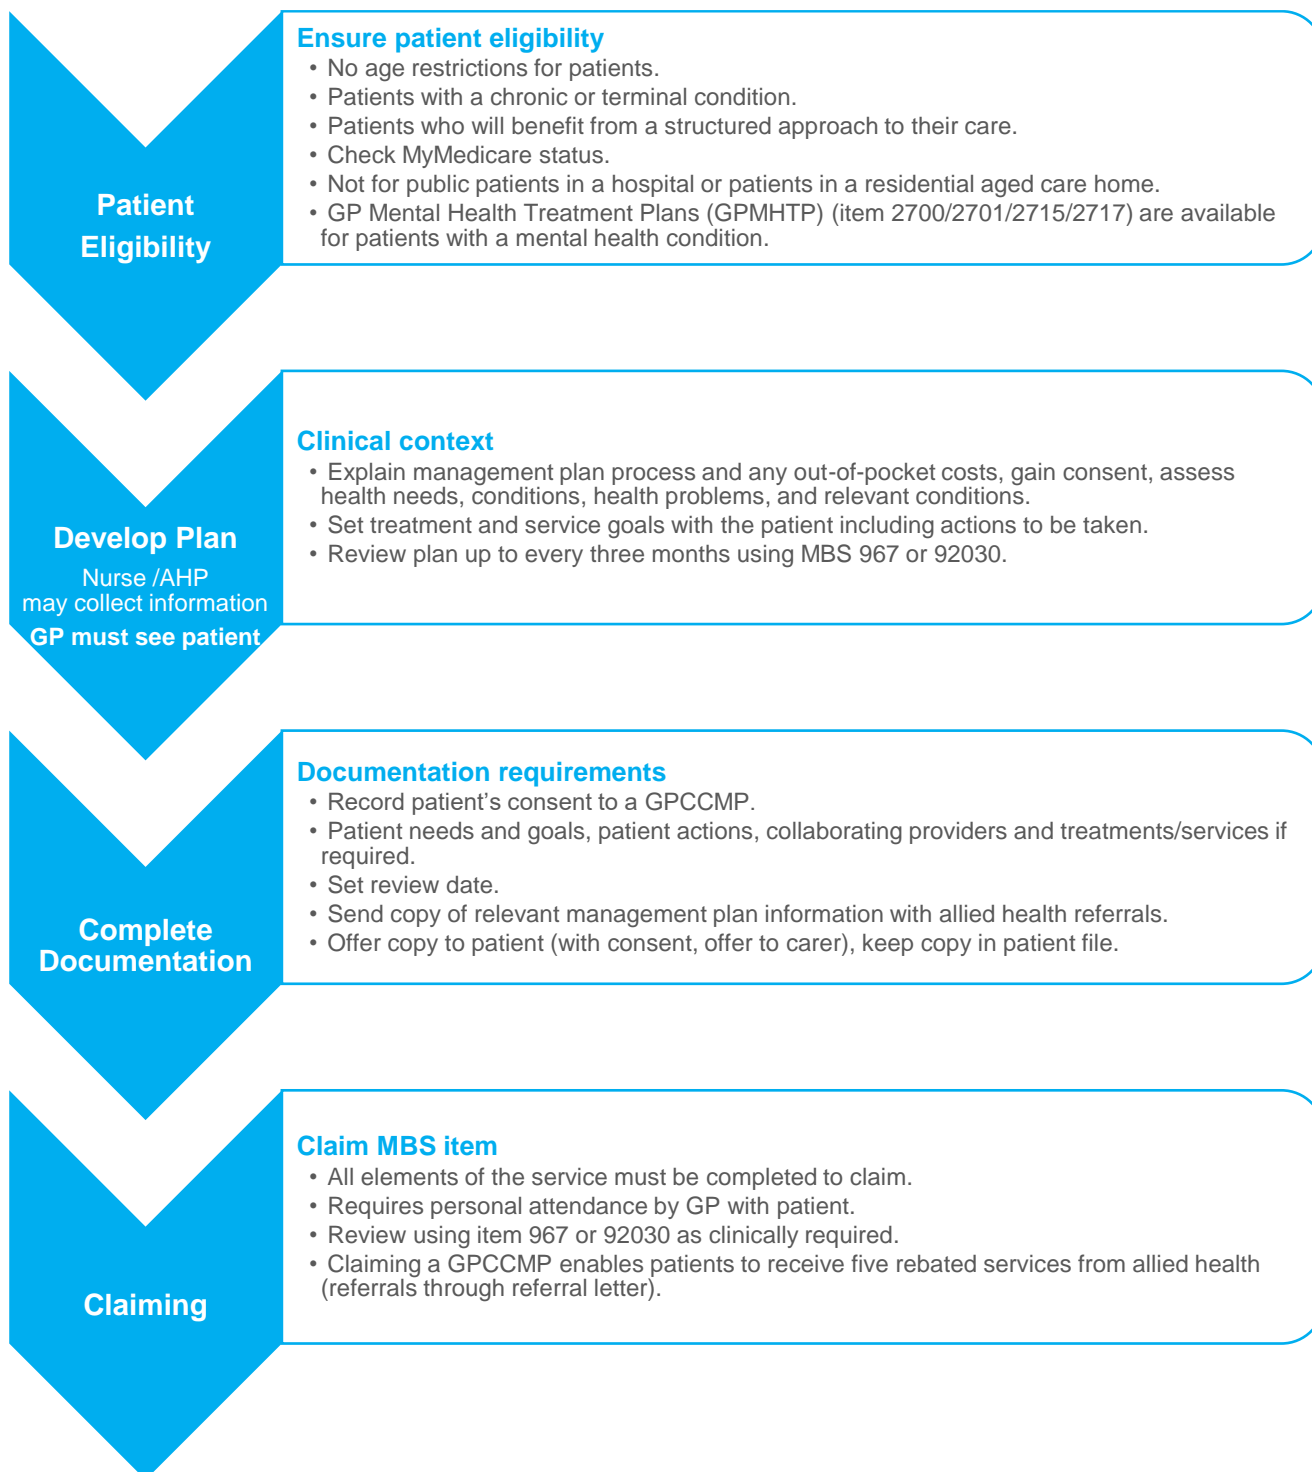 Patient
Eligibility
Ensure patient eligibility
• No age restrictions for patients.
• Patients with a chronic or terminal condition.
• Patients who will benefit from a structured approach to their care.
• Check MyMedicare status.
• Not for public patients in a hospital or patients in a residential aged care home.
• GP Mental Health Treatment Plans (GPMHTP) (item 2700/2701/2715/2717) are available
for patients with a mental health condition.
Develop Plan
Nurse /AHP
may collect information
GP must see patient
Clinical context
• Explain management plan process and any out-of-pocket costs, gain consent, assess
health needs, conditions, health problems, and relevant conditions.
• Set treatment and service goals with the patient including actions to be taken.
• Review plan up to every three months using MBS 967 or 92030.
Complete
Documentation
Documentation requirements
• Record patient's consent to a GPCCMP.
• Patient needs and goals, patient actions, collaborating providers and treatments/services if
required.
• Set review date.
• Send copy of relevant management plan information with allied health referrals.
• Offer copy to patient (with consent, offer to carer), keep copy in patient file.
Claiming
Claim MBS item
• All elements of the service must be completed to claim.
• Requires personal attendance by GP with patient.
• Review using item 967 or 92030 as clinically required.
• Claiming a GPCCMP enables patients to receive five rebated services from allied health
(referrals through referral letter).